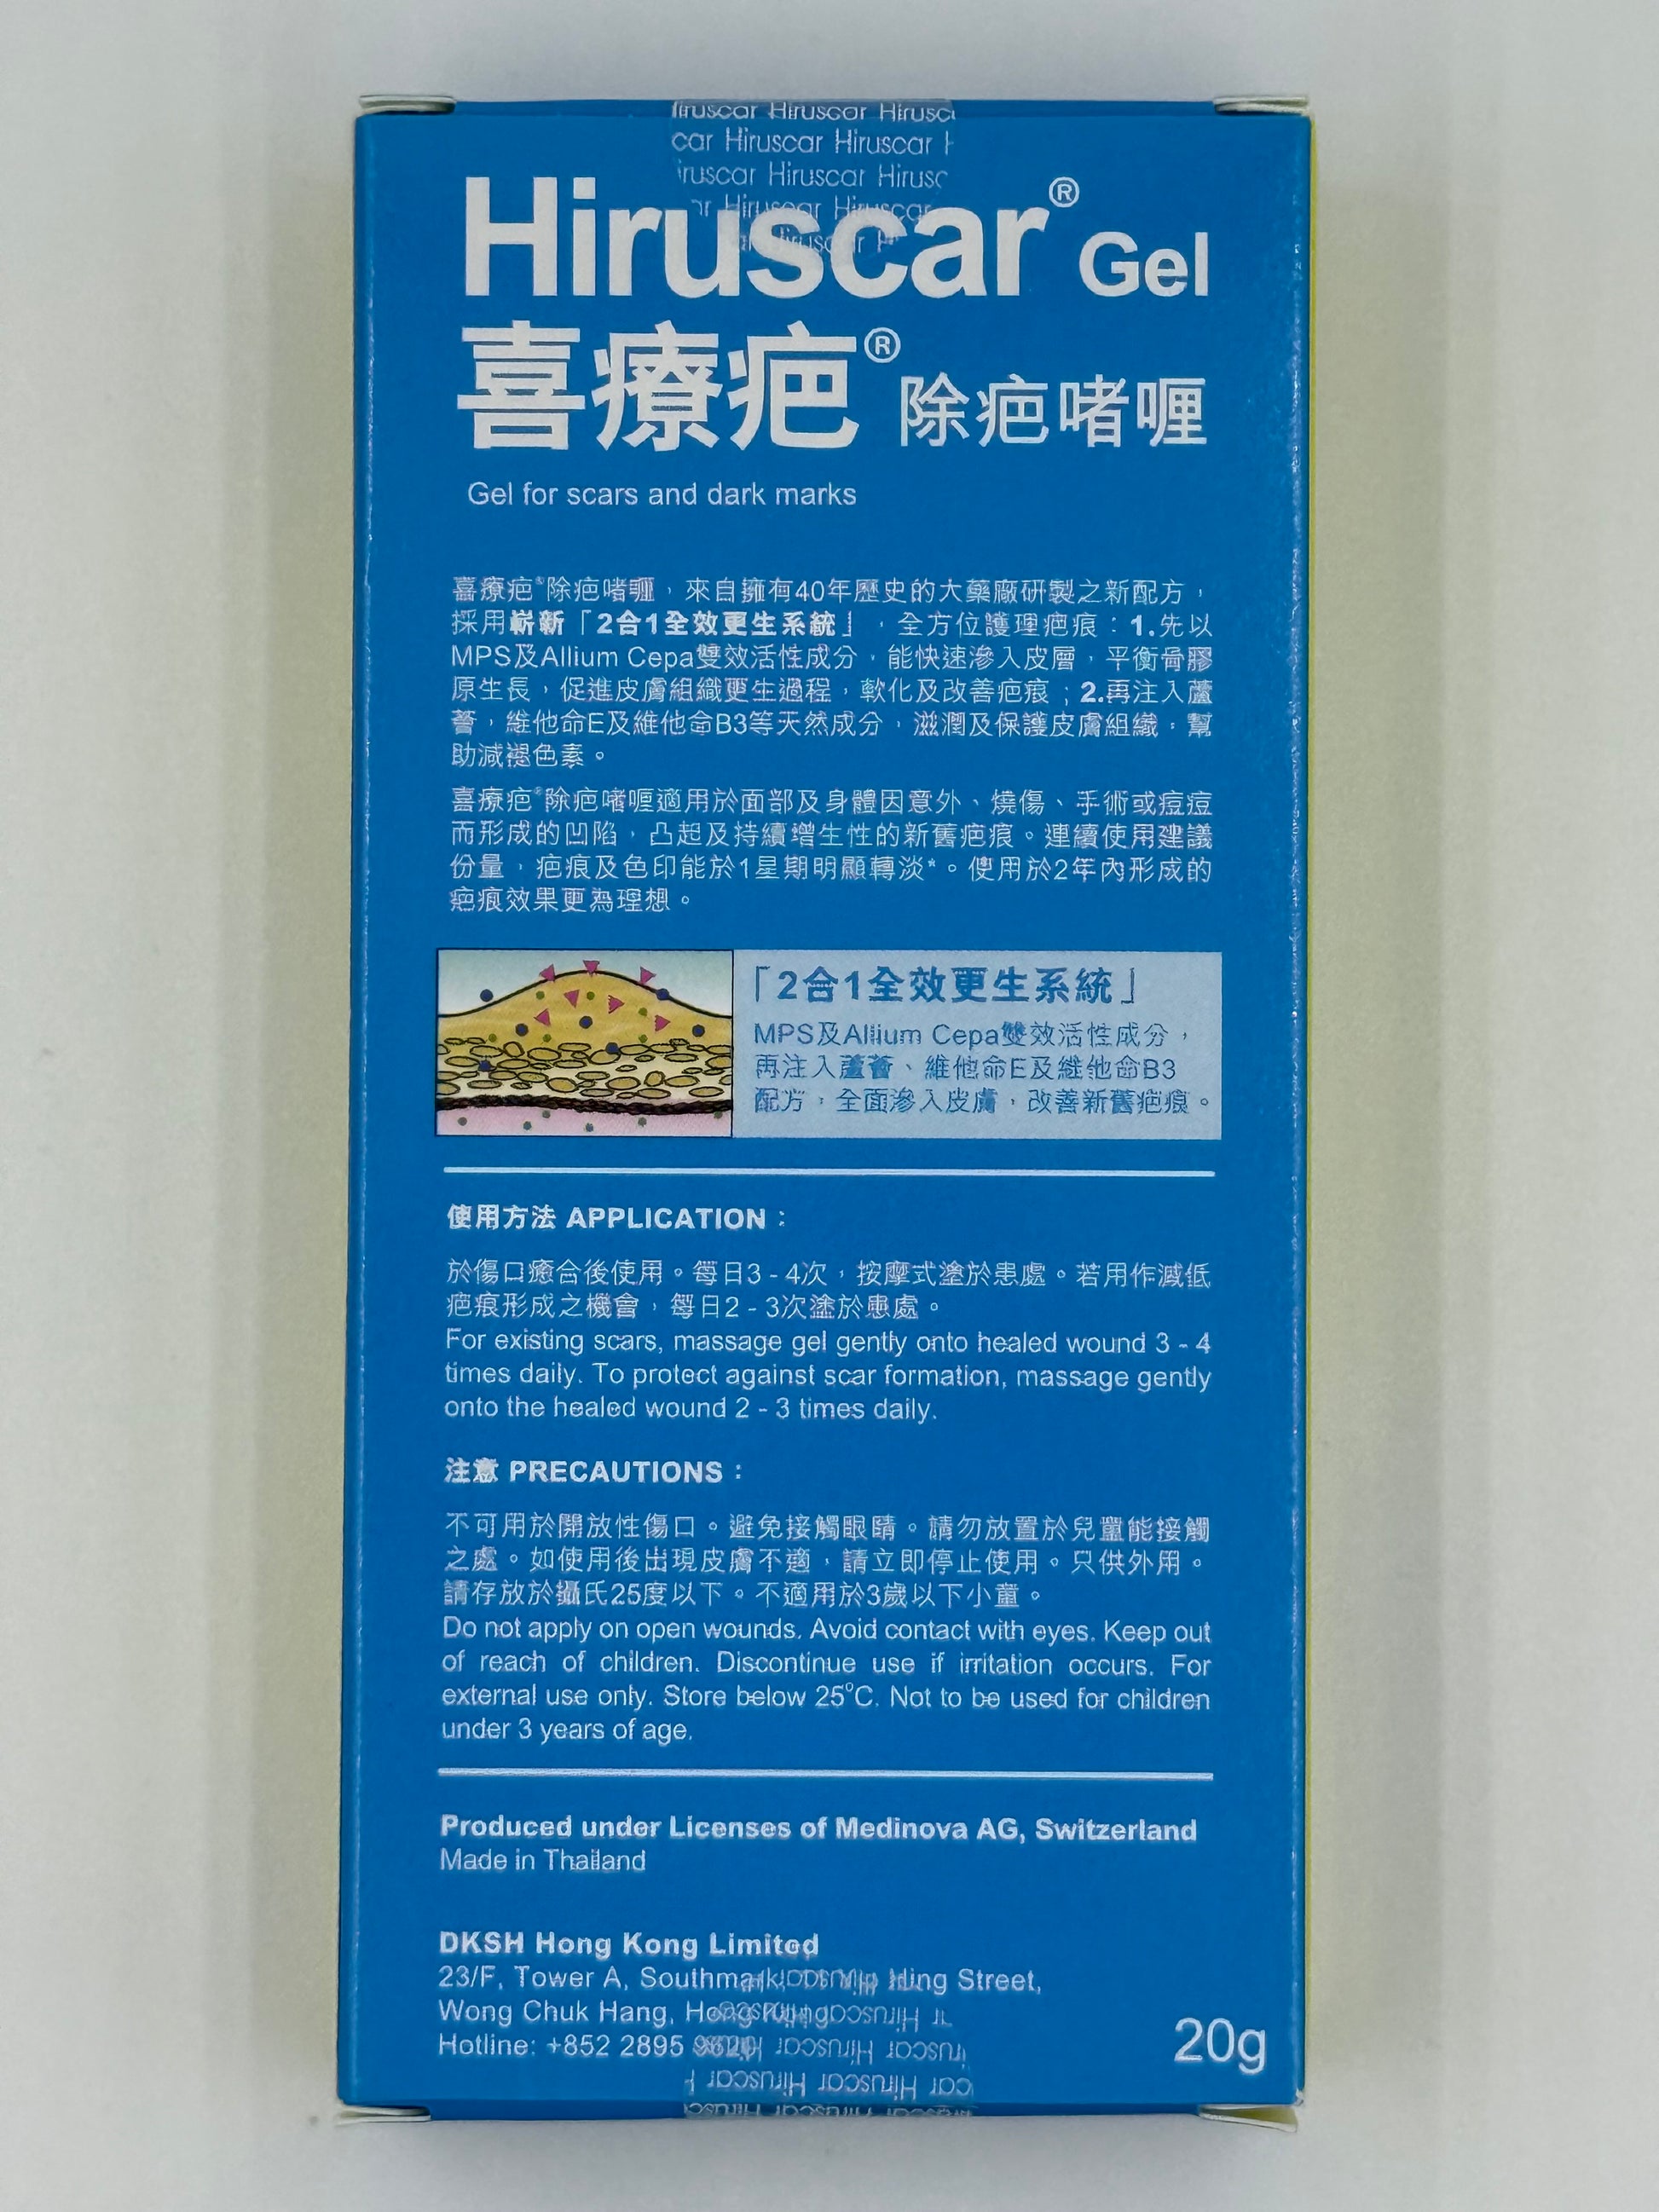 Hiruscar Hiruscar
car Hiruscar Hiruscar
Hiruscar
Hiruscar® Gel
喜療疤®除疤啫喱
Gel for scars and dark marks
喜療疤®除疤啫喱，來自擁有40年歷史的大藥廠研製之新配方，
採用嶄新「2合1全效更生系統」，全方位護理疤痕：1.先以
MPS及Allium Cepa雙效活性成分，能快速滲入皮層，平衡骨膠
原生長，促進皮膚組織更生過程，軟化及改善疤痕；2.再注入蘆
薈，維他命E及維他命B3等天然成分，滋潤及保護皮膚組織，幫
助減褪色素。
喜療疤®除疤啫喱適用於面部及身體因意外、燒傷、手術或痘痘
而形成的凹陷，凸起及持續增生性的新舊疤痕。連續使用建議
份量，疤痕及色印能於1星期明顯轉淡*。使用於2年內形成的
疤痕效果更為理想。
「2合1全效更生系統」
MPS及Allium Cepa雙效活性成分，
再注入蘆薈、維他命E及維他命B3
配方，全面滲入皮膚，改善新舊疤痕。
使用方法 APPLICATION：
於傷口癒合後使用。每日3 - 4次，按摩式塗於患處。若用作減低
疤痕形成之機會，每日2 - 3次塗於患處。
For existing scars, massage gel gently onto healed wound 3 - 4
times daily. To protect against scar formation, massage gently
onto the healed wound 2 - 3 times daily.
注意 PRECAUTIONS：
不可用於開放性傷口。避免接觸眼睛。請勿放置於兒童能接觸
之處。如使用後出現皮膚不適，請立即停止使用。只供外用。
請存放於攝氏25度以下。不適用於3歲以下小童。
Do not apply on open wounds. Avoid contact with eyes. Keep out
of reach of children. Discontinue use if irritation occurs. For
external use only. Store below 25°C. Not to be used for children
under 3 years of age.
Produced under Licenses of Medinova AG, Switzerland
Made in Thailand
DKSH Hong Kong Limited
23/F, Tower A, Southmark, Yip Hing Street,
Wong Chuk Hang, Hong Kong
Hotline: +852 2895
20g